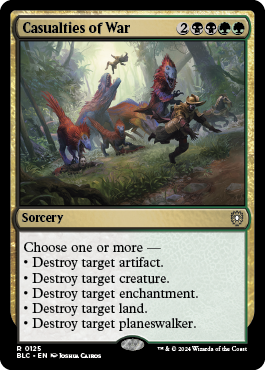 Casualties of War 2
Sorcery
Choose one or more —
• Destroy target artifact.
• Destroy target creature.
• Destroy target enchantment.
• Destroy target land.
• Destroy target planeswalker.
R 0125
BLC • EN Joshua Cairos
™ & © 2024 Wizards of the Coast